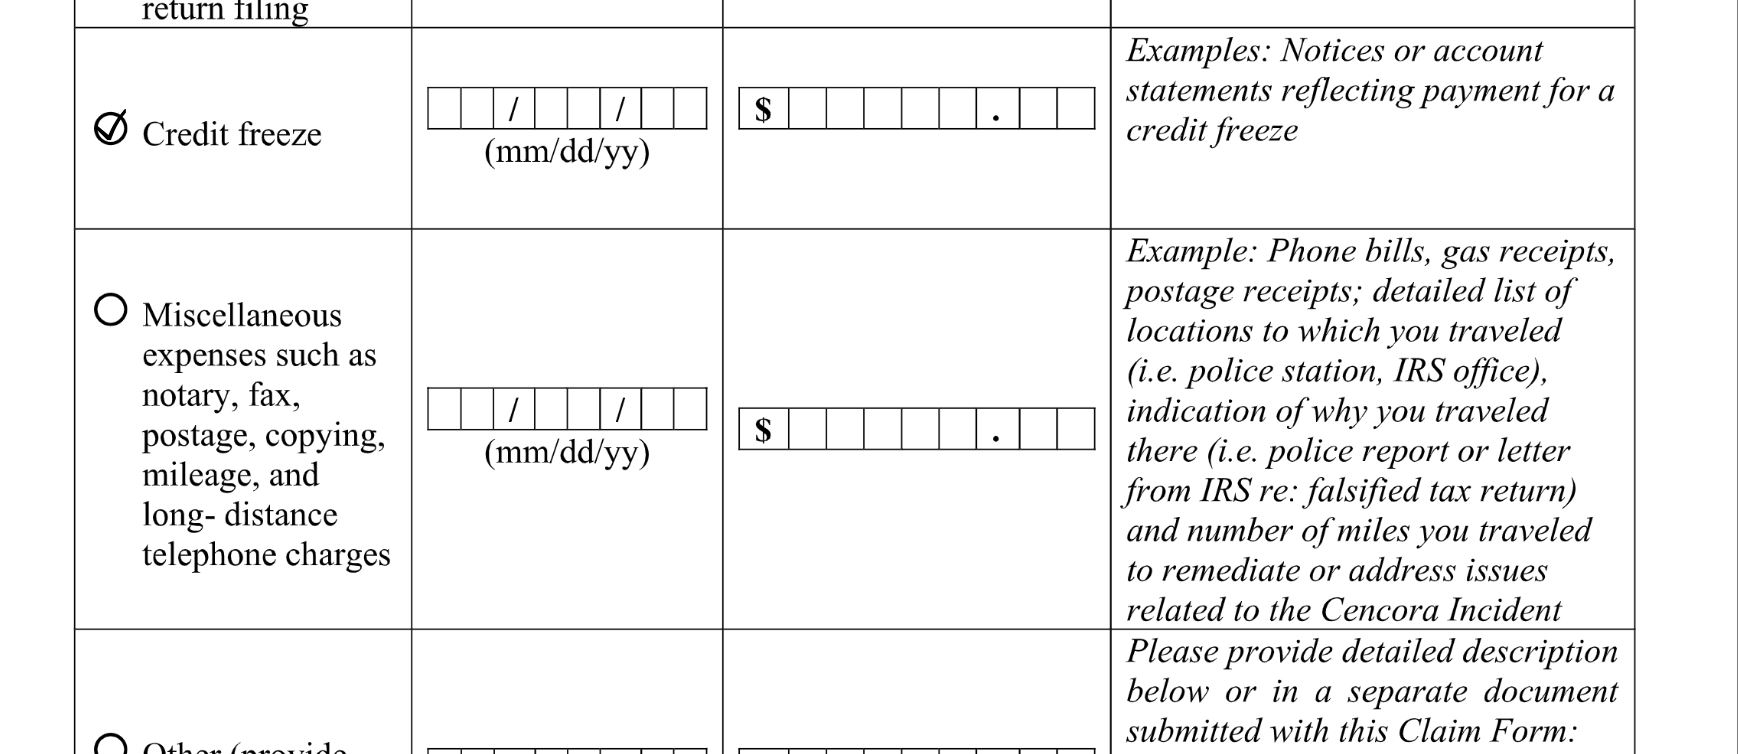 return filing
Credit freeze
/ /
(mm/dd/yy)
$ .
Examples: Notices or account
statements reflecting payment for a
credit freeze
Miscellaneous
expenses such as
notary, fax,
postage, copying,
mileage, and
long- distance
telephone charges
/ /
(mm/dd/yy)
$ .
Example: Phone bills, gas receipts,
postage receipts; detailed list of
locations to which you traveled
(i.e. police station, IRS office),
indication of why you traveled
there (i.e. police report or letter
from IRS re: falsified tax return)
and number of miles you traveled
to remediate or address issues
related to the Cencora Incident
Other (provide
Please provide detailed description
below or in a separate document
submitted with this Claim Form: